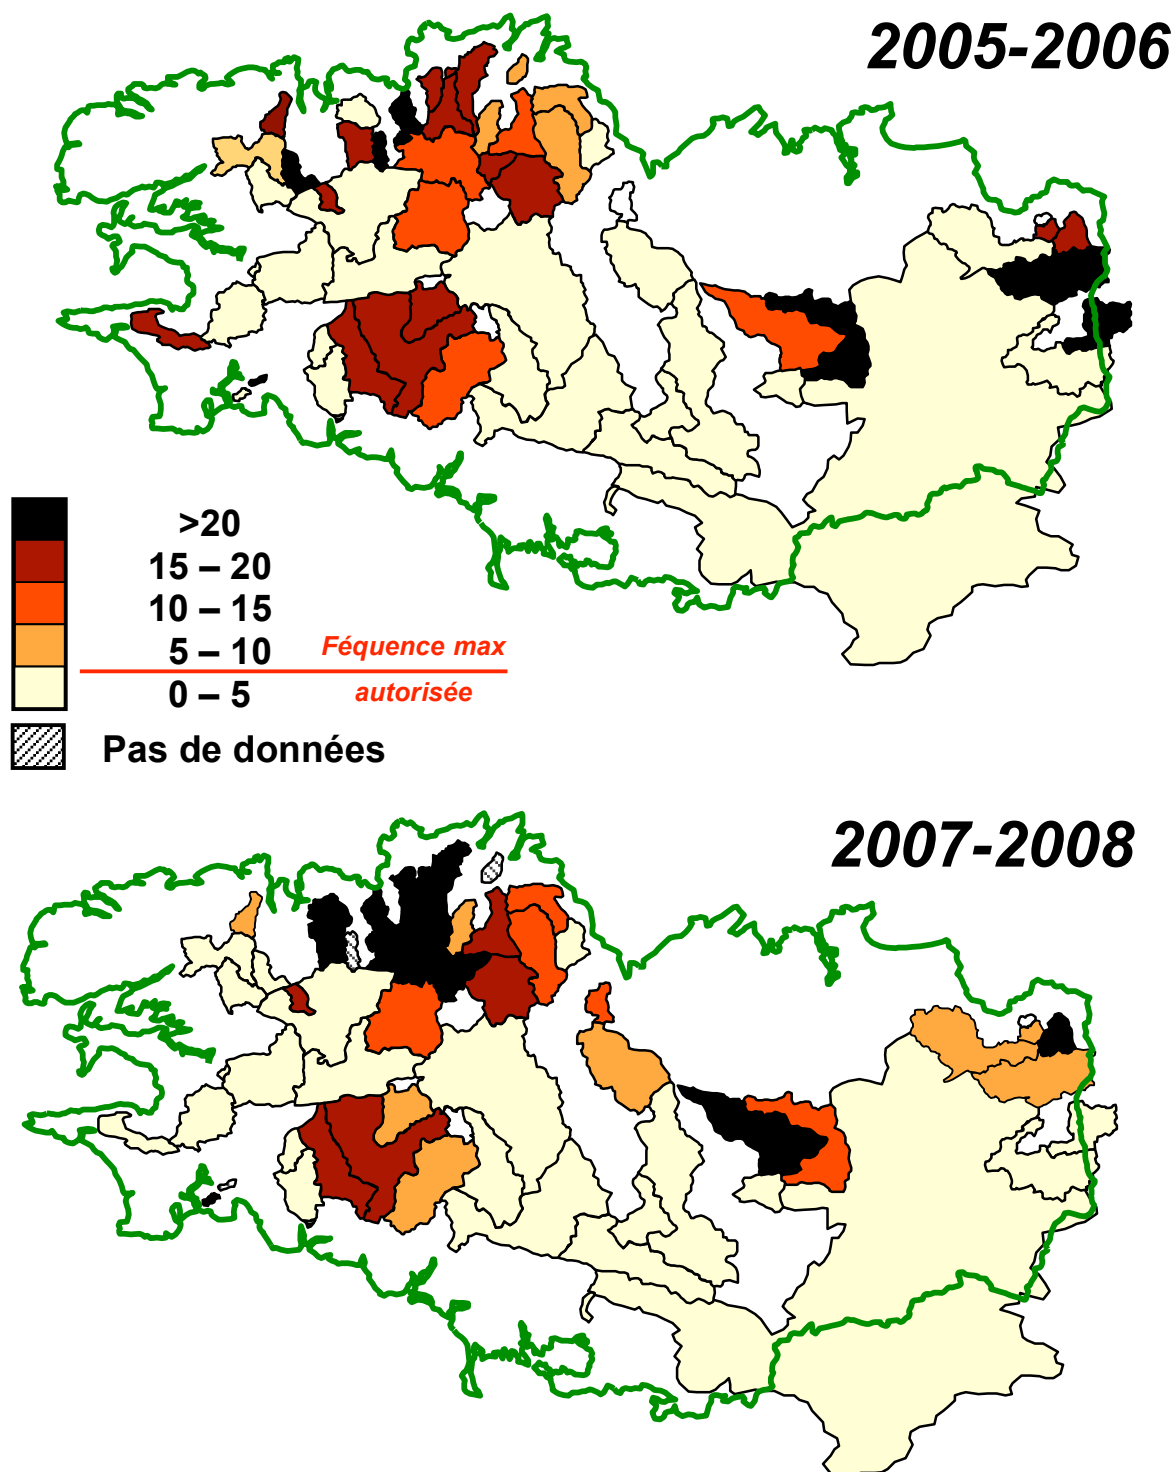 2005-2006
>20
15 – 20
10 – 15
5 – 10 Féquence max
0 – 5 autorisée
Pas de données
2007-2008